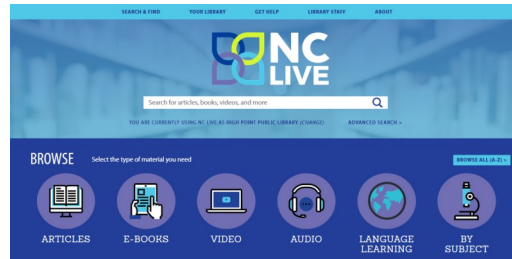 SEARCH & FIND YOUR LIBRARY GET HELP LIBRARY STAFF ABOUT
NC
LIVE
Search for articles, books, videos, and more
YOU ARE CURRENTLY USING NC LIVE AS HIGH POINT PUBLIC LIBRARY (CHANGE) ADVANCED SEARCH >
BROWSE Select the type of material you need BROWSE ALL (A-Z) >
ARTICLES E-BOOKS VIDEO AUDIO LANGUAGE LEARNING BY SUBJECT